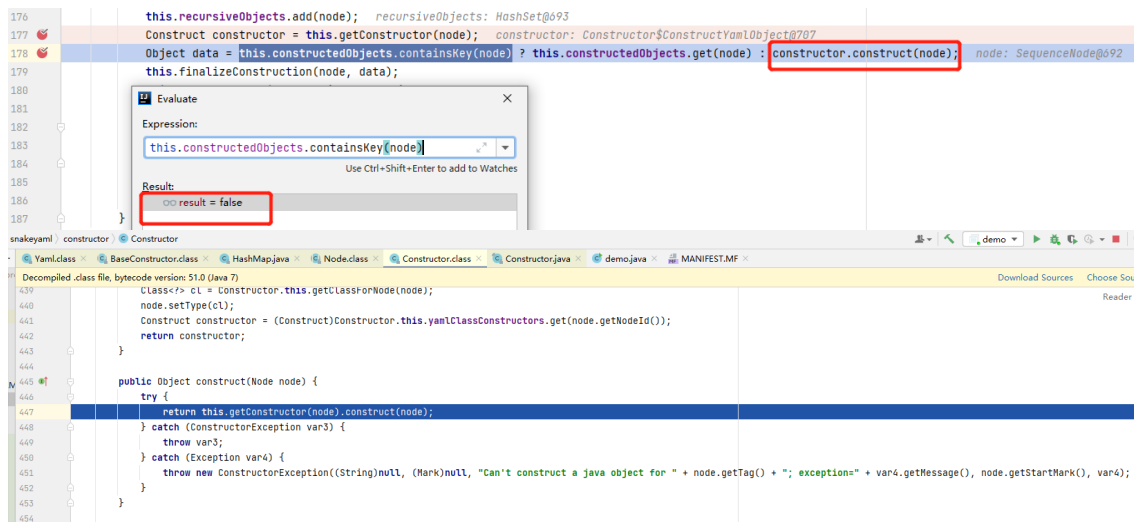 176 this.recursiveObjects.add(node); recursiveObjects: HashSet@693
177 Construct constructor = this.getConstructor(node); constructor: Constructor$ConstructYamlObject@707
178 Object data = this.constructedObjects.containsKey(node) ? this.constructedObjects.get(node) : constructor.construct(node); node: SequenceNode@692
179 this.finalizeConstruction(node, data);
180
181 Evaluate
182 Expression:
183 this.constructedObjects.containsKey(node)
184 Use Ctrl+Shift+Enter to add to Watches
185 Result:
186 result = false
187 }
snakeyaml constructor Constructor demo
Yaml.class BaseConstructor.class HashMap.java Node.class Constructor.class Constructor.java demo.java MANIFEST.MF
Decompiled .class file, bytecode version: 51.0 (Java 7) Download Sources Choose Sou
439 Class<?> cl = Constructor.this.getClassForNode(node);
Reader
440 node.setType(cl);
441 Construct constructor = (Construct)Constructor.this.yamlClassConstructors.get(node.getNodeId());
442 return constructor;
443 }
444
445 public Object construct(Node node) {
446 try {
447 return this.getConstructor(node).construct(node);
448 } catch (ConstructorException var3) {
449 throw var3;
450 } catch (Exception var4) {
451 throw new ConstructorException((String)null, (Mark)null, "Can't construct a java object for " + node.getTag() + "; exception=" + var4.getMessage(), node.getStartMark(), var4);
452 }
453 }
454